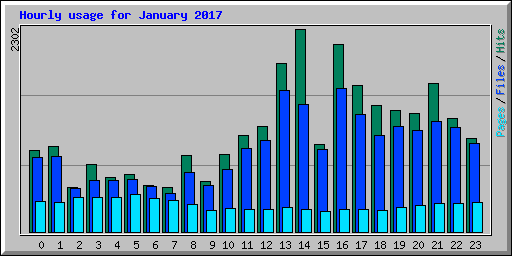 Hourly usage for January 2017
2302
Pages/Files/Hits
0 1 2 3 4 5 6 7 8 9 10 11 12 13 14 15 16 17 18 19 20 21 22 23